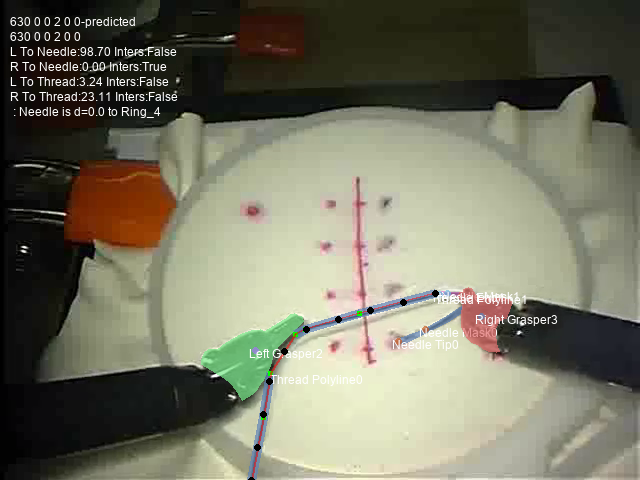 630 0 0 2 0 0-predicted
630 0 0 2 0 0
L To Needle:98.70 Inters:False
R To Needle:0.00 Inters:True
L To Thread:3.24 Inters:False
R To Thread:23.11 Inters:False
: Needle is d=0.0 to Ring_4
Thread Polyline1
Right Grasper3
Needle Mask0
Needle Tip0
Left Grasper2
Thread Polyline0